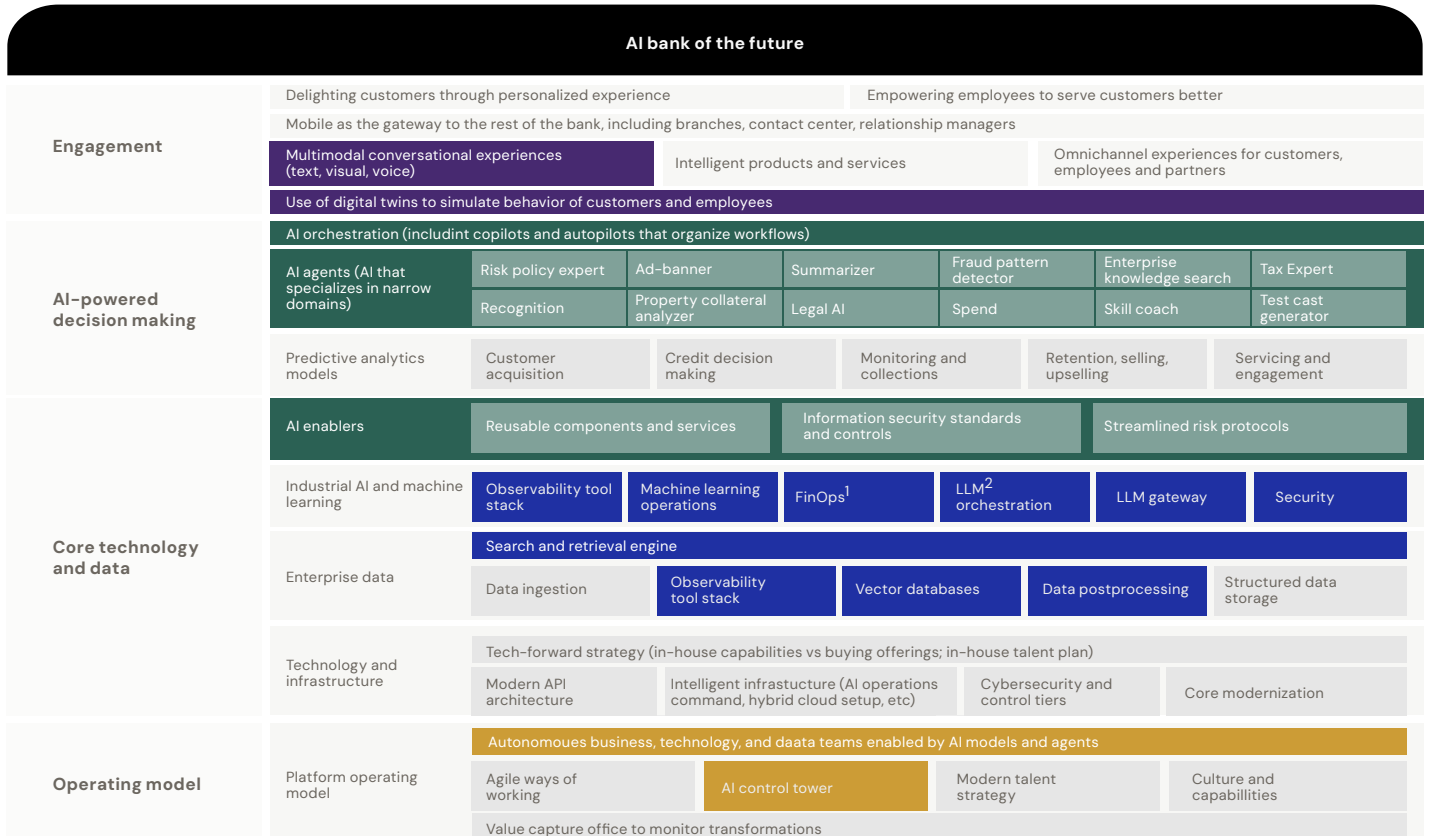 AI bank of the future
Engagement
Delighting customers through personalized experience
Empowering employees to serve customers better
Mobile as the gateway to the rest of the bank, including branches, contact center, relationship managers
Multimodal conversational experiences
(text, visual, voice)
Intelligent products and services
Omnichannel experiences for customers,
employees and partners
Use of digital twins to simulate behavior of customers and employees
AI-powered
decision making
AI orchestration (includint copilots and autopilots that organize workflows)
AI agents (AI that
specializes in narrow
domains)
Risk policy expert
Ad-banner
Summarizer
Fraud pattern
detector
Enterprise
knowledge search
Tax Expert
Recognition
Property collateral
analyzer
Legal AI
Spend
Skill coach
Test cast
generator
Predictive analytics
models
Customer
acquisition
Credit decision
making
Monitoring and
collections
Retention, selling,
upselling
Servicing and
engagement
Core technology
and data
AI enablers
Reusable components and services
Information security standards
and controls
Streamlined risk protocols
Industrial AI and machine
learning
Observability tool
stack
Machine learning
operations
FinOps1
LLM2
orchestration
LLM gateway
Security
Enterprise data
Search and retrieval engine
Data ingestion
Observability
tool stack
Vector databases
Data postprocessing
Structured data
storage
Technology and
infrastructure
Tech-forward strategy (in-house capabilities vs buying offerings; in-house talent plan)
Modern API
architecture
Intelligent infrastucture (AI operations
command, hybrid cloud setup, etc)
Cybersecurity and
control tiers
Core modernization
Operating model
Platform operating
model
Autonomoues business, technology, and daata teams enabled by AI models and agents
Agile ways of
working
AI control tower
Modern talent
strategy
Culture and
capabillities
Value capture office to monitor transformations